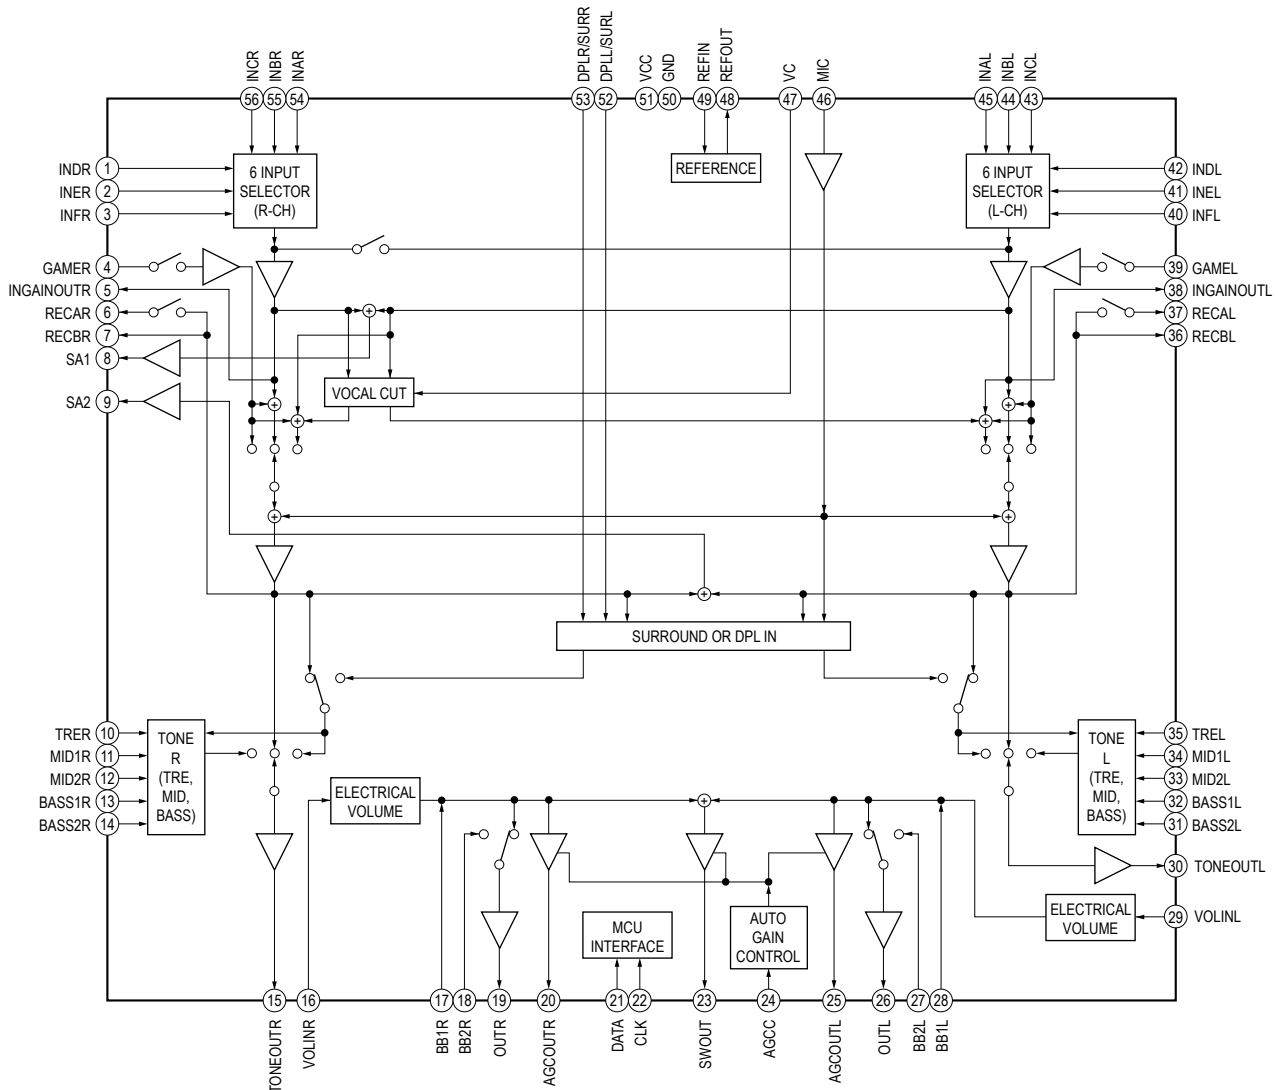 INCR
INBR
INAR
DPLR/SURR
DPLL/SURL
VCC
GND
REFIN
REFOUT
VC
MIC
INAL
INBL
INCL
56 55 54 53 52 51 50 49 48 47 46 45 44 43
INDR 1
INER 2
INFR 3
6 INPUT
SELECTOR
(R-CH)
REFERENCE
6 INPUT
SELECTOR
(L-CH)
42 INDL
41 INEL
40 INFL
GAMER 4
INGAINOUTR 5
RECAR 6
RECBR 7
SA1 8
SA2 9
39 GAMEL
38 INGAINOUTL
37 RECAL
36 RECBL
+
VOCAL CUT
+ + + +
+ +
+
SURROUND OR DPL IN
TRER 10
MID1R 11
MID2R 12
BASS1R 13
BASS2R 14
TONE
R
(TRE,
MID,
BASS)
TONE
L
(TRE,
MID,
BASS)
35 TREL
34 MID1L
33 MID2L
32 BASS1L
31 BASS2L
ELECTRICAL
VOLUME
+
30 TONEOUTL
ELECTRICAL
VOLUME
29 VOLINL
MCU
INTERFACE
AUTO
GAIN
CONTROL
15 16 17 18 19 20 21 22 23 24 25 26 27 28
TONEOUTR
VOLINR
BB1R
BB2R
OUTR
AGCOUTR
DATA
CLK
SWOUT
AGCC
AGCOUTL
OUTL
BB2L
BB1L